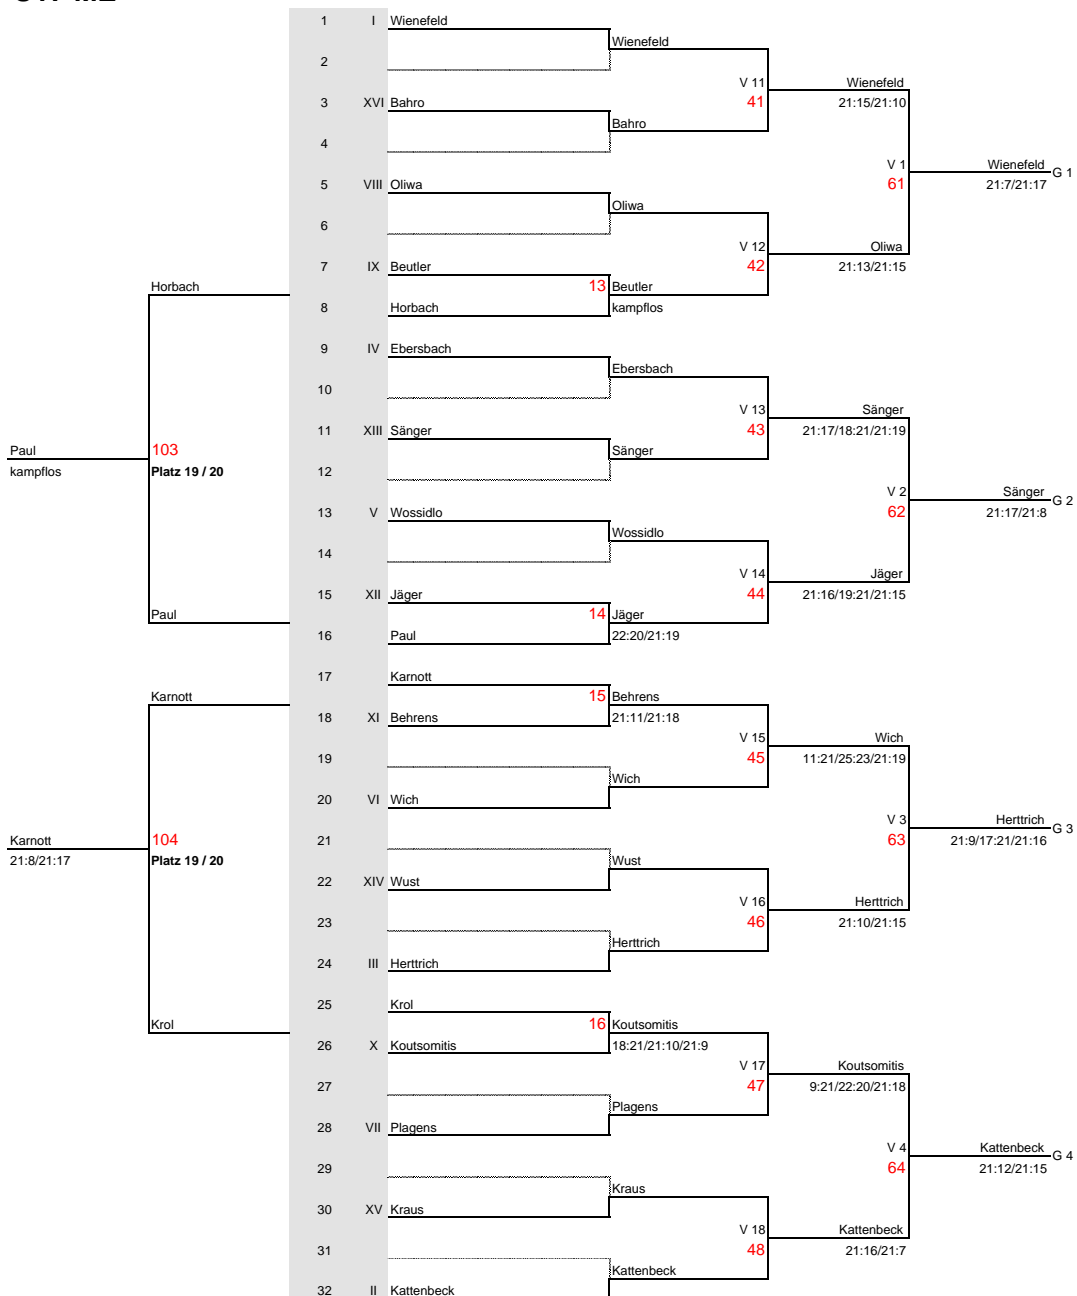 1 I Wienefeld
Wienefeld
2
V 11 Wienefeld
3 XVI Bahro 41 21:15/21:10
Bahro
4
V 1 Wienefeld G 1
5 VIII Oliwa 61 21:7/21:17
Oliwa
6
V 12 Oliwa
7 IX Beutler 42 21:13/21:15
Horbach 13 Beutler
8 Horbach kampflos
9 IV Ebersbach
Ebersbach
10
V 13 Sänger
11 XIII Sänger 43 21:17/18:21/21:19
Paul 103 Sänger
kampflos Platz 19 / 20 12
V 2 Sänger G 2
13 V Wossidlo 62 21:17/21:8
Wossidlo
14
V 14 Jäger
15 XII Jäger 44 21:16/19:21/21:15
Paul 14 Jäger
16 Paul 22:20/21:19
17 Karnott
Karnott 15 Behrens
18 XI Behrens 21:11/21:18
V 15 Wich
19 45 11:21/25:23/21:19
Wich
20 VI Wich
V 3 Herttrich G 3
Karnott 104 21 63 21:9/17:21/21:16
21:8/21:17 Platz 19 / 20 Wust
22 XIV Wust
V 16 Herttrich
23 46 21:10/21:15
Herttrich
24 III Herttrich
25 Krol
Krol 16 Koutsomitis
26 X Koutsomitis 18:21/21:10/21:9
V 17 Koutsomitis
27 47 9:21/22:20/21:18
Plagens
28 VII Plagens
V 4 Kattenbeck G 4
29 64 21:12/21:15
Kraus
30 XV Kraus
V 18 Kattenbeck
31 48 21:16/21:7
Kattenbeck
32 II Kattenbeck